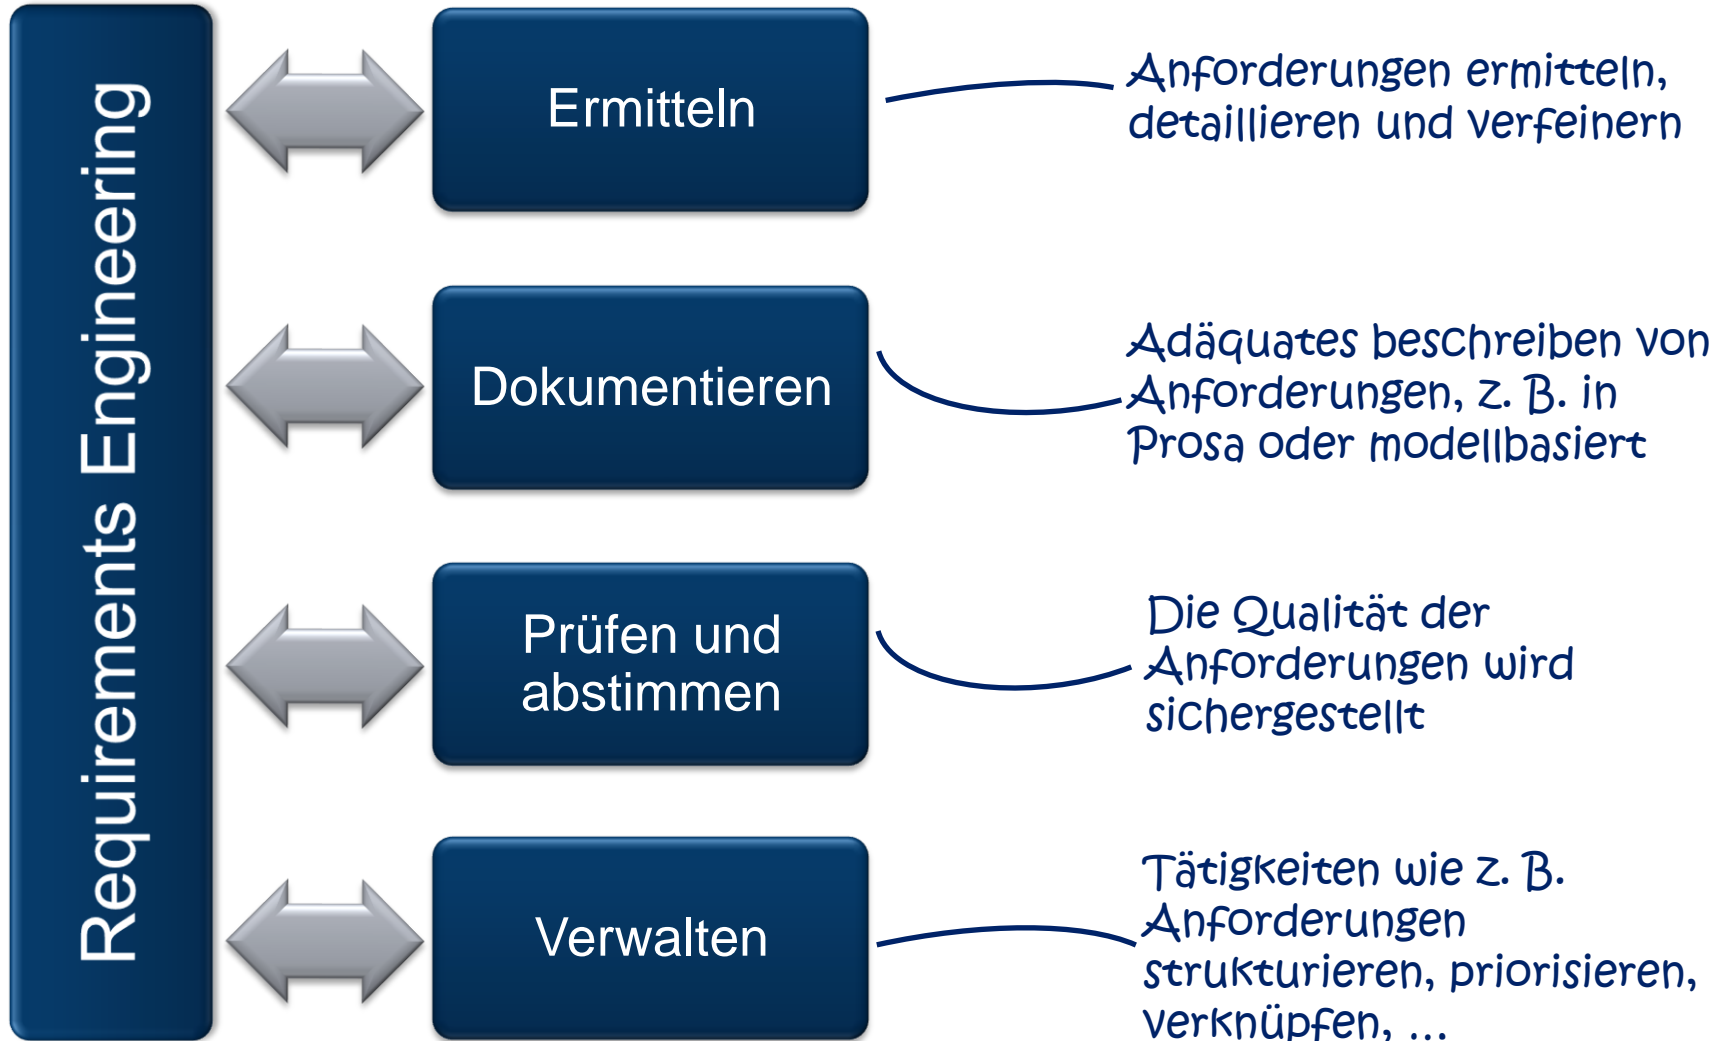 Requirements Engineering
Ermitteln
Anforderungen ermitteln,
detaillieren und verfeinern
Dokumentieren
Adäquates beschreiben von
Anforderungen, z. B. in
Prosa oder modellbasiert
Prüfen und
abstimmen
Die Qualität der
Anforderungen wird
sichergestellt
Verwalten
Tätigkeiten wie z. B.
Anforderungen
strukturieren, priorisieren,
verknüpfen, ...